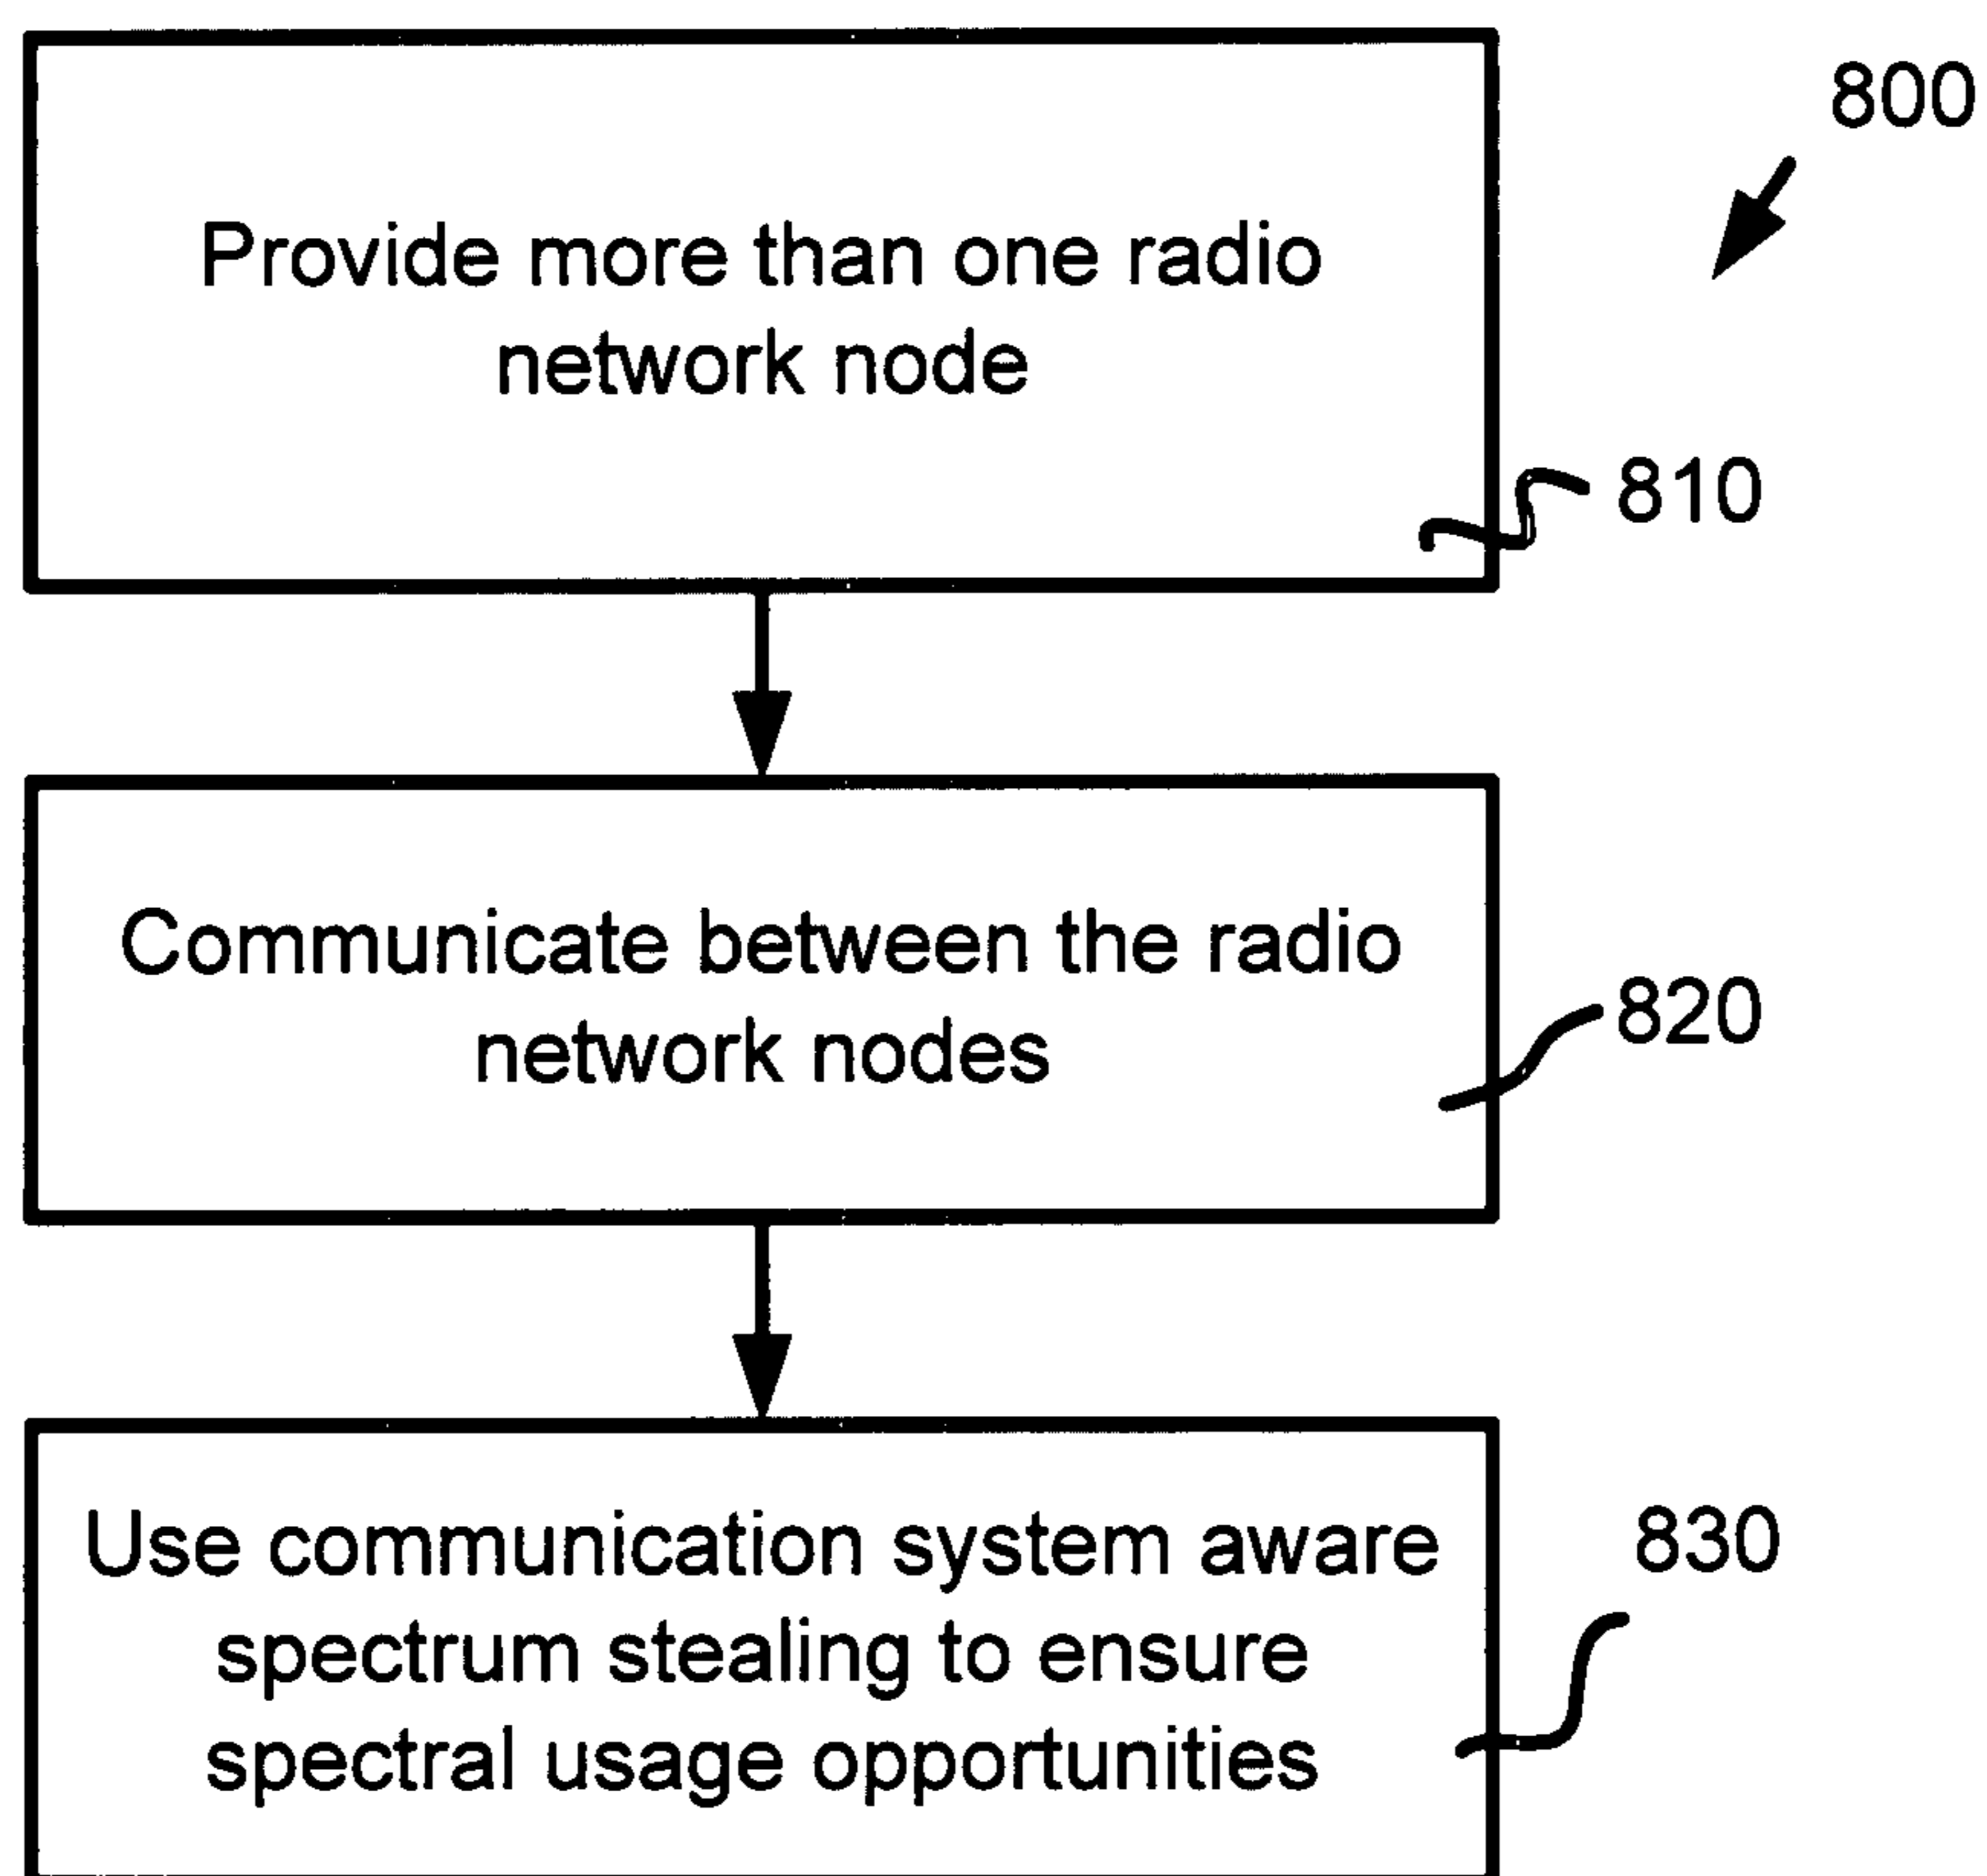 800
Provide more than one radio
network node
810
Communicate between the radio
network nodes
820
Use communication system aware
spectrum stealing to ensure
spectral usage opportunities
830